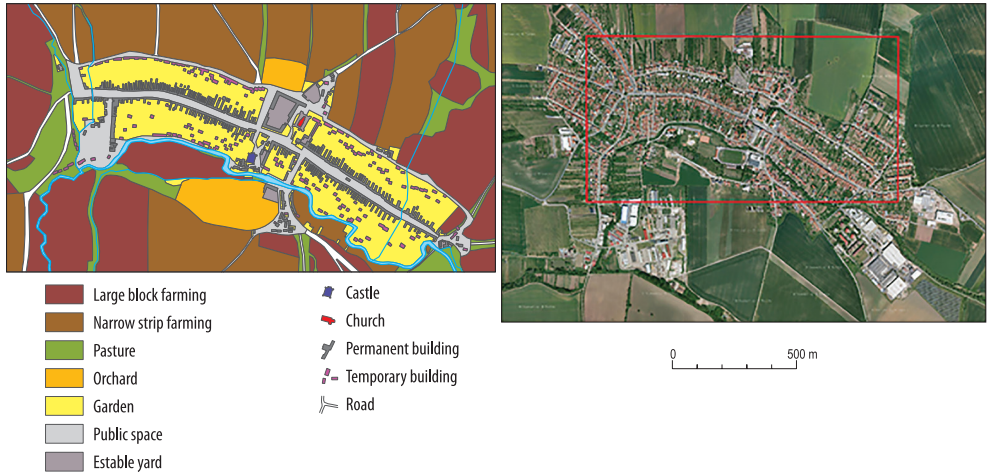 Large block farming
Narrow strip farming
Pasture
Orchard
Garden
Public space
Estable yard
Castle
Church
Permanent building
Temporary building
Road
0 500 m